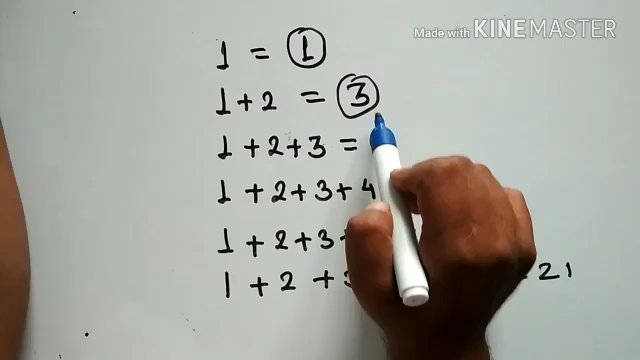 Made with KINEMASTER
1 = 1
1+2 = 3
1+2+3 =
1+2+3+4
1+2+3+
1+2+ 21